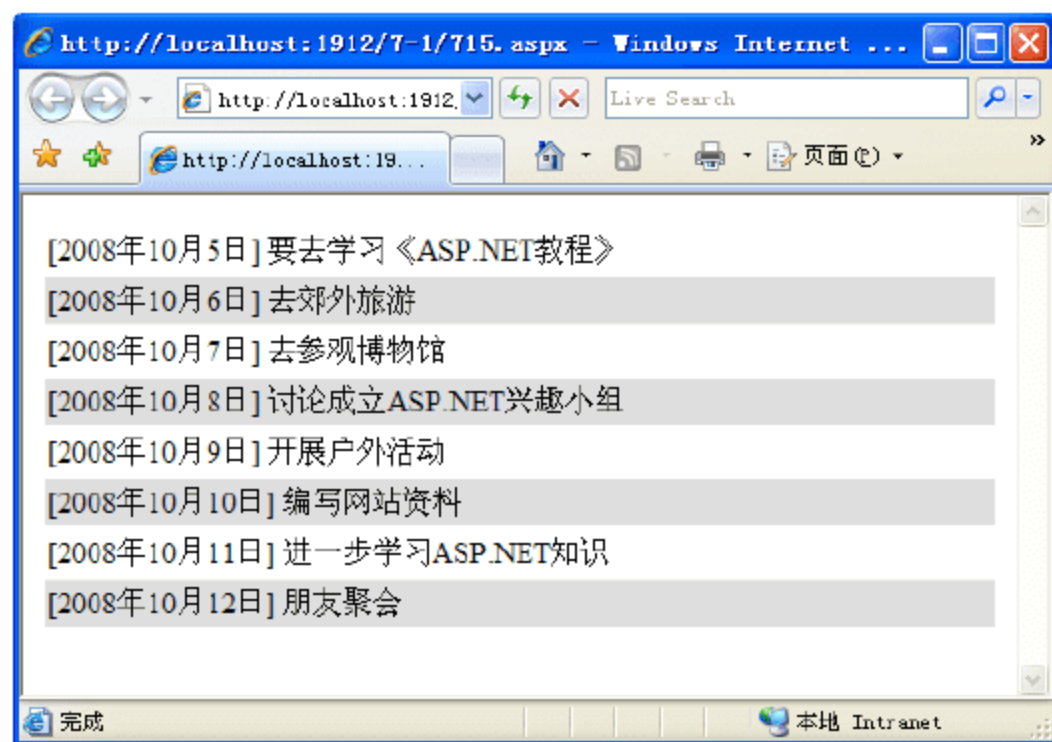 http://localhost:1912/7-1/715.aspx - Windows Internet ...
http://localhost:1912, Live Search
http://localhost:19... 页面(P) »
[2008年10月5日] 要去学习《ASP.NET教程》
[2008年10月6日] 去郊外旅游
[2008年10月7日] 去参观博物馆
[2008年10月8日] 讨论成立ASP.NET兴趣小组
[2008年10月9日] 开展户外活动
[2008年10月10日] 编写网站资料
[2008年10月11日] 进一步学习ASP.NET知识
[2008年10月12日] 朋友聚会
完成 本地 Intranet